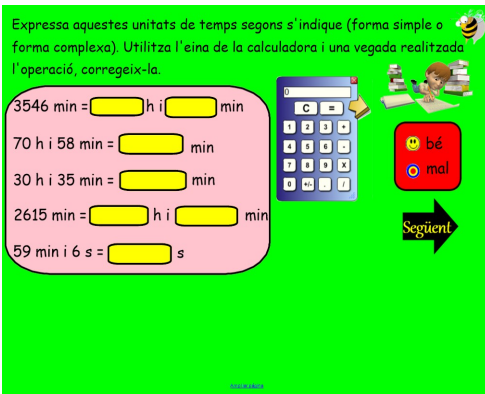 Expressa aquestes unitats de temps segons s'indique (forma simple o
forma complexa). Utilitza l'eina de la calculadora i una vegada realitzada
l'operació, corregeix-la.
3546 min = h i min
70 h i 58 min = min
30 h i 35 min = min
2615 min = h i min
59 min i 6 s = s
0
C =
1 2 3 +
4 5 6 -
7 8 9 X
0 +/- . /
bé
mal
Següent